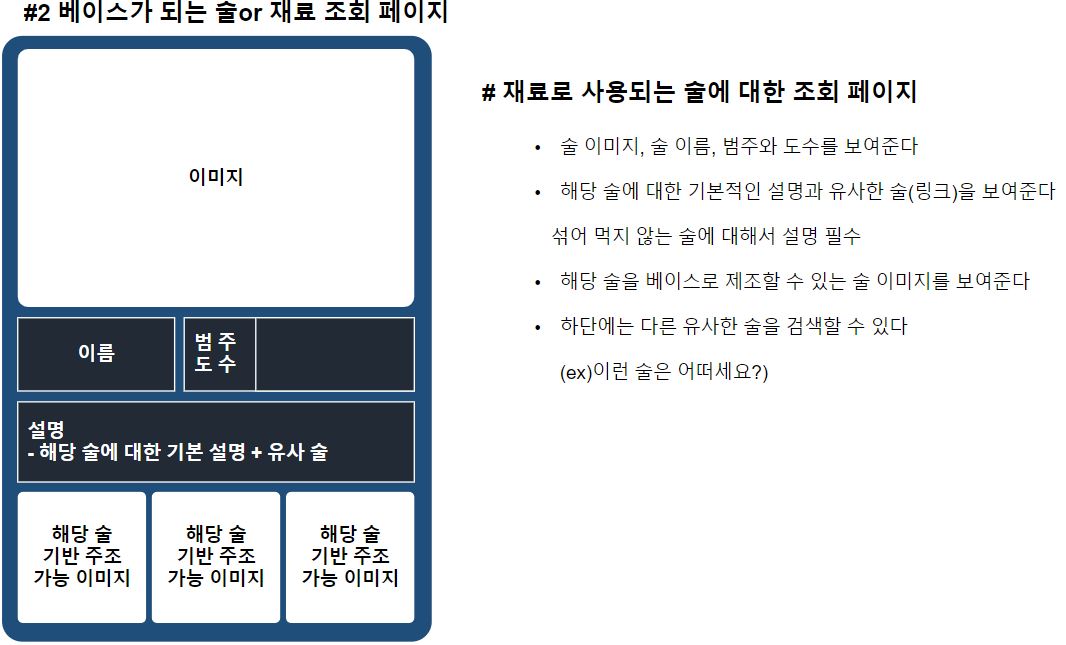 #2 베이스가 되는 술or 재료 조회 페이지
이미지
이름
범 주
도 수
설명
- 해당 술에 대한 기본 설명 + 유사 술
해당 술
기반 주조
가능 이미지
해당 술
기반 주조
가능 이미지
해당 술
기반 주조
가능 이미지
# 재료로 사용되는 술에 대한 조회 페이지
• 술 이미지, 술 이름, 범주와 도수를 보여준다
• 해당 술에 대한 기본적인 설명과 유사한 술(링크)을 보여준다
섞어 먹지 않는 술에 대해서 설명 필수
• 해당 술을 베이스로 제조할 수 있는 술 이미지를 보여준다
• 하단에는 다른 유사한 술을 검색할 수 있다
(ex)이런 술은 어떠세요?)